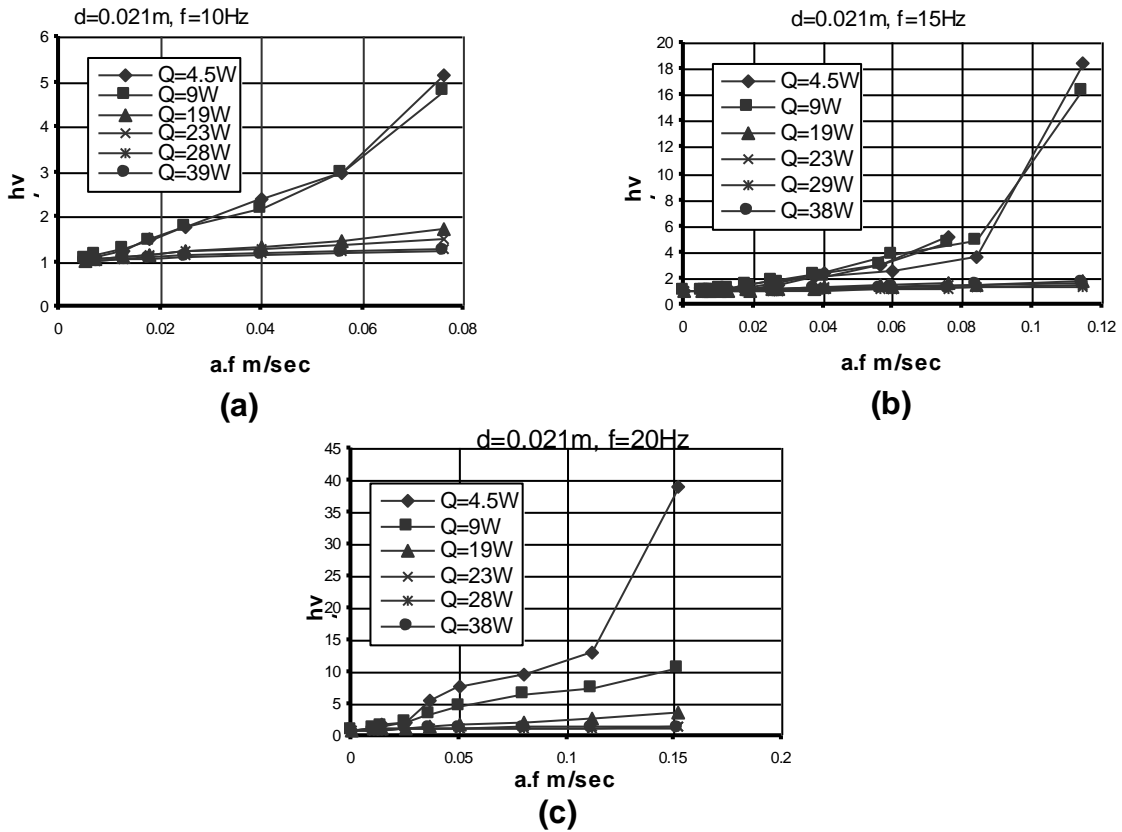 d=0.021m, f=10Hz
6
5
4
3
2
1
0
hv,
Q=4.5W
Q=9W
Q=19W
Q=23W
Q=28W
Q=39W
0 0.02 0.04 0.06 0.08
a.f m/sec
(a)
d=0.021m, f=15Hz
20
18
16
14
12
10
8
6
4
2
0
hv,
Q=4.5W
Q=9W
Q=19W
Q=23W
Q=29W
Q=38W
0 0.02 0.04 0.06 0.08 0.1 0.12
a.f m/sec
(b)
d=0.021m, f=20Hz
45
40
35
30
25
20
15
10
5
0
hv,
Q=4.5W
Q=9W
Q=19W
Q=23W
Q=28W
Q=38W
0 0.05 0.1 0.15 0.2
a.f m/sec
(c)